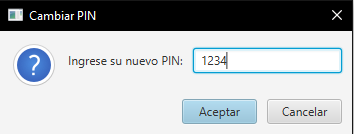 Cambiar PIN
Ingrese su nuevo PIN: 1234
Aceptar Cancelar